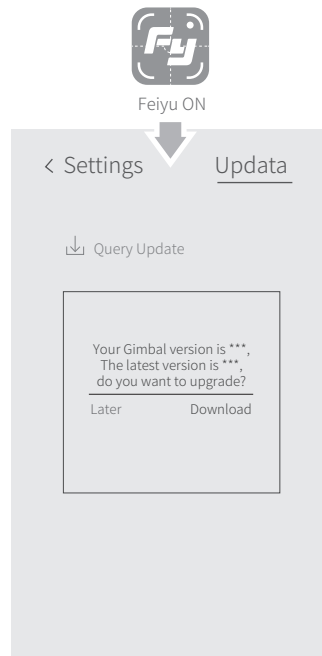 Fy
Feiyu ON
< Settings Updata
Query Update
Your Gimbal version is ***,
The latest version is ***,
do you want to upgrade?
Later Download